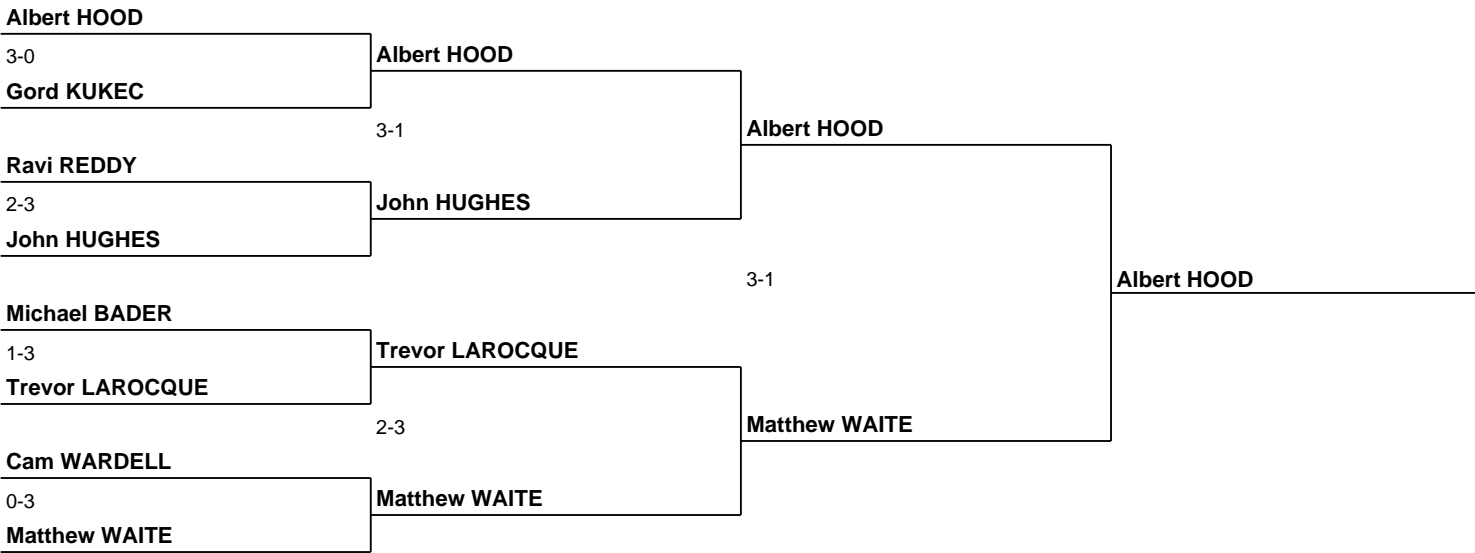 Albert HOOD
3-0
Albert HOOD
Gord KUKEC
3-1
Albert HOOD
Ravi REDDY
2-3
John HUGHES
John HUGHES
3-1
Albert HOOD
Michael BADER
1-3
Trevor LAROCQUE
Trevor LAROCQUE
2-3
Matthew WAITE
Cam WARDELL
0-3
Matthew WAITE
Matthew WAITE